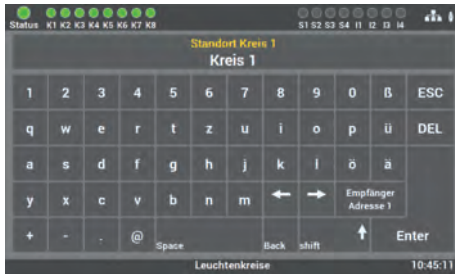 Status K1 K2 K3 K4 K5 K6 K7 K8 S1 S2 S3 S4 I1 I2 I3 I4
Standort Kreis 1
Kreis 1
1 2 3 4 5 6 7 8 9 0 ß ESC
q w e r t z u i o p ü DEL
a s d f g h j k l ö ä
y x c v b n m ← → Empfänger
Adresse 1
+ - . @ Space Back shift ↑ Enter
Leuchtenkreise 10:45:11